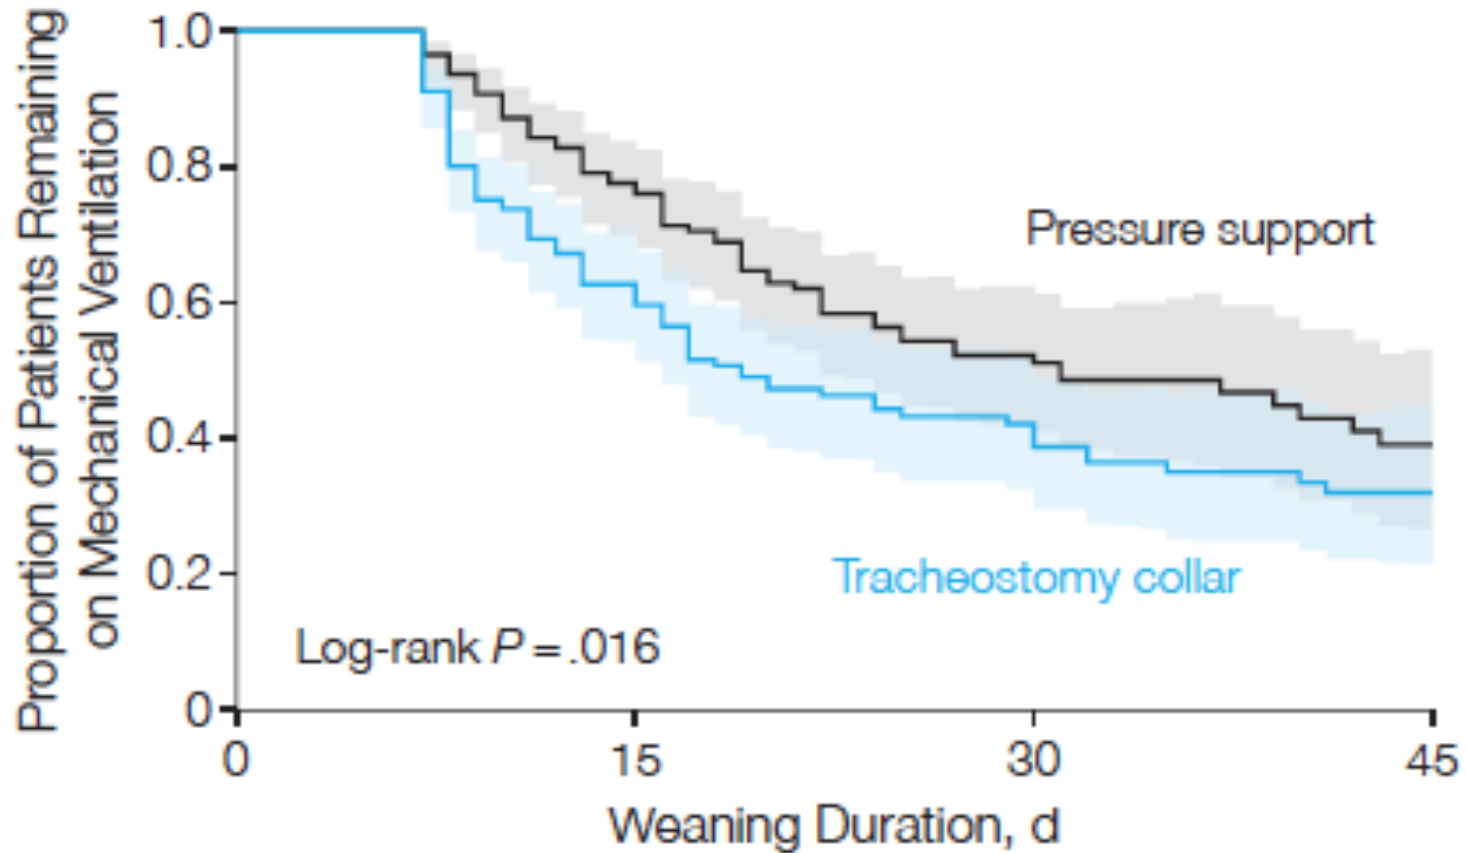 Proportion of Patients Remaining
on Mechanical Ventilation
1.0
0.8
0.6
0.4
0.2
0
Pressure support
Tracheostomy collar
Log-rank P = .016
0 15 30 45
Weaning Duration, d